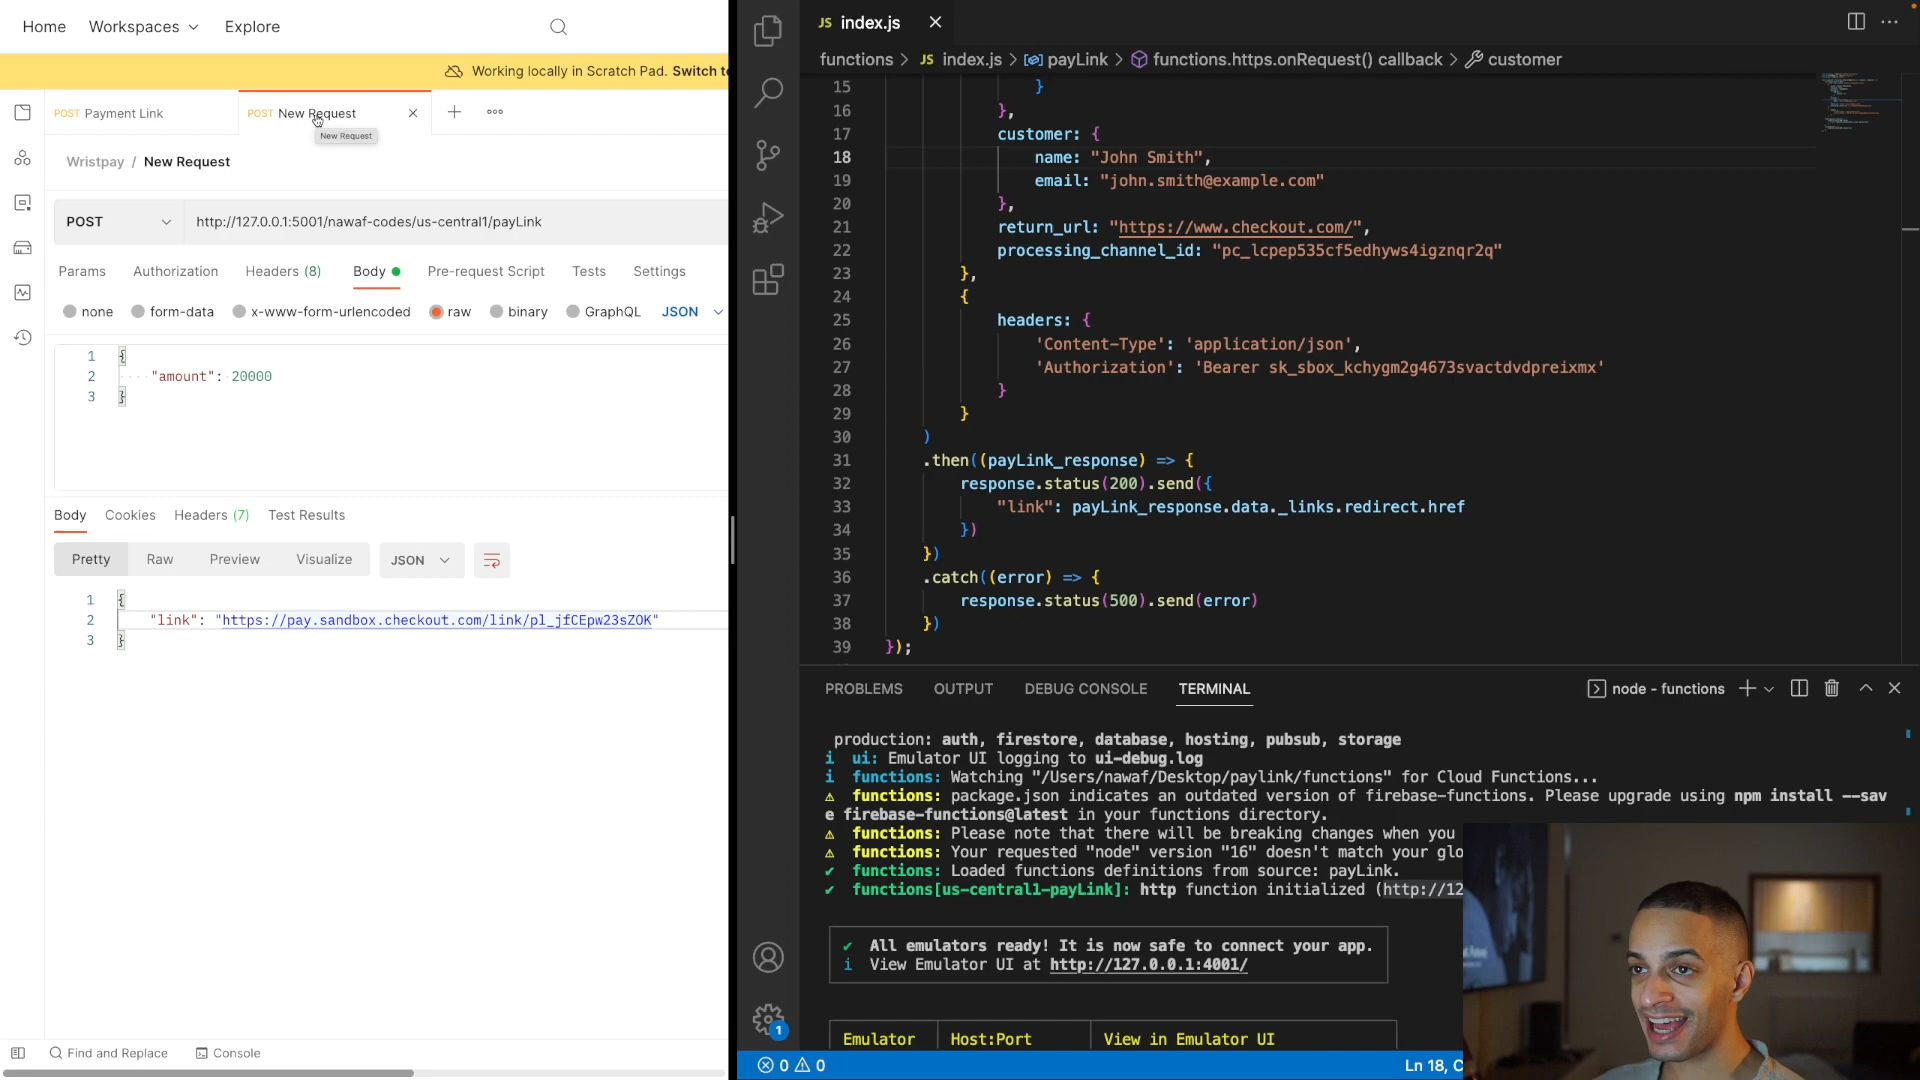 Home Workspaces Explore
Working locally in Scratch Pad. Switch to
POST Payment Link
POST New Request
New Request
Wristpay / New Request
POST http://127.0.0.1:5001/nawaf-codes/us-central1/payLink
Params Authorization Headers (8) Body Pre-request Script Tests Settings
none form-data x-www-form-urlencoded raw binary GraphQL JSON
1 {
2 "amount": 20000
3 }
Body Cookies Headers (7) Test Results
Pretty Raw Preview Visualize JSON
1 {
2 "link": "https://pay.sandbox.checkout.com/link/pl_jfCEpw23sZOK"
3 }
Find and Replace Console
JS index.js
functions > JS index.js > payLink > functions.https.onRequest() callback > customer
15 }
16 },
17 customer: {
18 name: "John Smith",
19 email: "john.smith@example.com"
20 },
21 return_url: "https://www.checkout.com/",
22 processing_channel_id: "pc_lcpep535cf5edhyws4igznqr2q"
23 },
24 {
25 headers: {
26 'Content-Type': 'application/json',
27 'Authorization': 'Bearer sk_sbox_kchygm2g4673svactdvdpreixmx'
28 }
29 }
30 )
31 .then((payLink_response) => {
32 response.status(200).send({
33 "link": payLink_response.data._links.redirect.href
34 })
35 })
36 .catch((error) => {
37 response.status(500).send(error)
38 })
39 });
PROBLEMS OUTPUT DEBUG CONSOLE TERMINAL node - functions
production: auth, firestore, database, hosting, pubsub, storage
i ui: Emulator UI logging to ui-debug.log
i functions: Watching "/Users/nawaf/Desktop/paylink/functions" for Cloud Functions...
⚠ functions: package.json indicates an outdated version of firebase-functions. Please upgrade using npm install --sav
e firebase-functions@latest in your functions directory.
⚠ functions: Please note that there will be breaking changes when you
⚠ functions: Your requested "node" version "16" doesn't match your glo
✔ functions: Loaded functions definitions from source: payLink.
✔ functions[us-central1-payLink]: http function initialized (http://12
✔ All emulators ready! It is now safe to connect your app.
i View Emulator UI at http://127.0.0.1:4001/
Emulator Host:Port View in Emulator UI
1
0 0 Ln 18, C